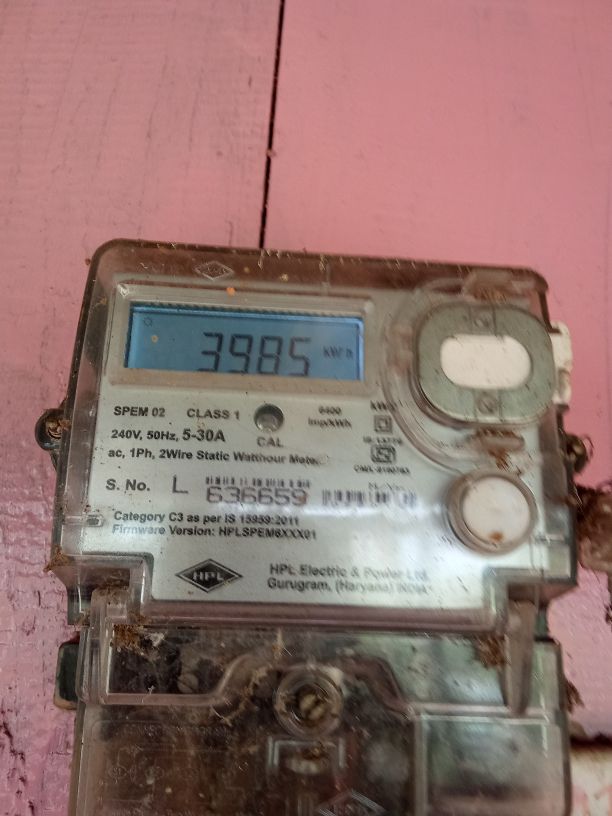 3985 kWh
SPEM 02 CLASS 1 6400 imp/kWh
240V, 50Hz, 5-30A
CAL
ac, 1Ph, 2Wire Static Watthour Meter
S. No. L 636659
Category C3 as per IS 15959:2011
Firmware Version: HPLSPEM6XXX01
HPL
HPL Electric & Power Ltd.
Gurugram, (Haryana) INDIA